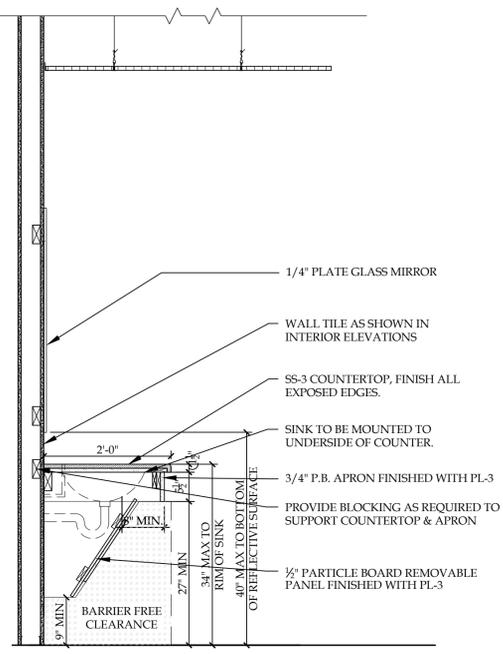 1/4" PLATE GLASS MIRROR
WALL TILE AS SHOWN IN
INTERIOR ELEVATIONS
SS-3 COUNTERTOP, FINISH ALL
EXPOSED EDGES.
SINK TO BE MOUNTED TO
UNDERSIDE OF COUNTER.
2'-0"
3/4" P.B. APRON FINISHED WITH PL-3
PROVIDE BLOCKING AS REQUIRED TO
SUPPORT COUNTERTOP & APRON
MIN.
½" PARTICLE BOARD REMOVABLE
PANEL FINISHED WITH PL-3
BARRIER FREE
CLEARANCE
9" MIN
27" MIN
34" MAX TO
RIM OF SINK
40" MAX TO BOTTOM
OF REFLECTIVE SURFACE